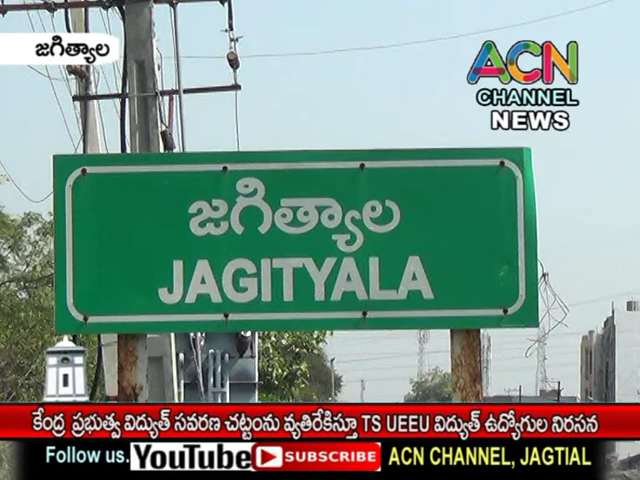 జగిత్యాల
ACN
CHANNEL
NEWS
జగిత్యాల
JAGITYALA
కేంద్ర ప్రభుత్వ విద్యుత్ సవరణ చట్టంను వ్యతిరేకిస్తూ TS UEEU విద్యుత్ ఉద్యోగుల నిరసన
Follow us. YouTube SUBSCRIBE ACN CHANNEL, JAGTIAL